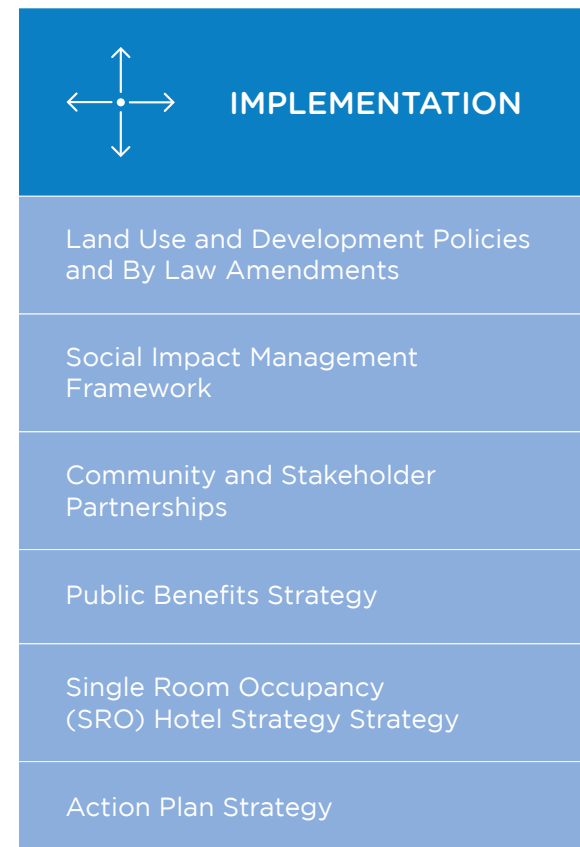 IMPLEMENTATION
Land Use and Development Policies
and By Law Amendments
Social Impact Management
Framework
Community and Stakeholder
Partnerships
Public Benefits Strategy
Single Room Occupancy
(SRO) Hotel Strategy Strategy
Action Plan Strategy